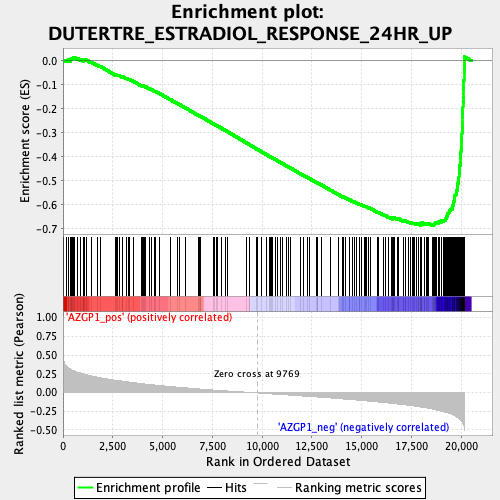 Enrichment plot:
DUTERTRE_ESTRADIOL_RESPONSE_24HR_UP
Enrichment score (ES)
0.0
-0.1
-0.2
-0.3
-0.4
-0.5
-0.6
-0.7
Ranked list metric (Pearson)
1.00
0.75
0.50
0.25
0.00
-0.25
-0.50
'AZGP1_pos' (positively correlated)
Zero cross at 9769
'AZGP1_neg' (negatively correlated)
0 2,500 5,000 7,500 10,000 12,500 15,000 17,500 20,000
Rank in Ordered Dataset
Enrichment profile Hits Ranking metric scores